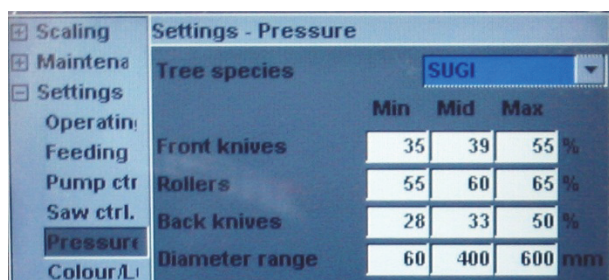 Scaling
Maintena
Settings
Operatin
Feeding
Pump ctr
Saw ctrl.
Pressure
Colour/L
Settings - Pressure
Tree species SUGI
Min Mid Max
Front knives 35 39 55 %
Rollers 55 60 65 %
Back knives 28 33 50 %
Diameter range 60 400 600 mm